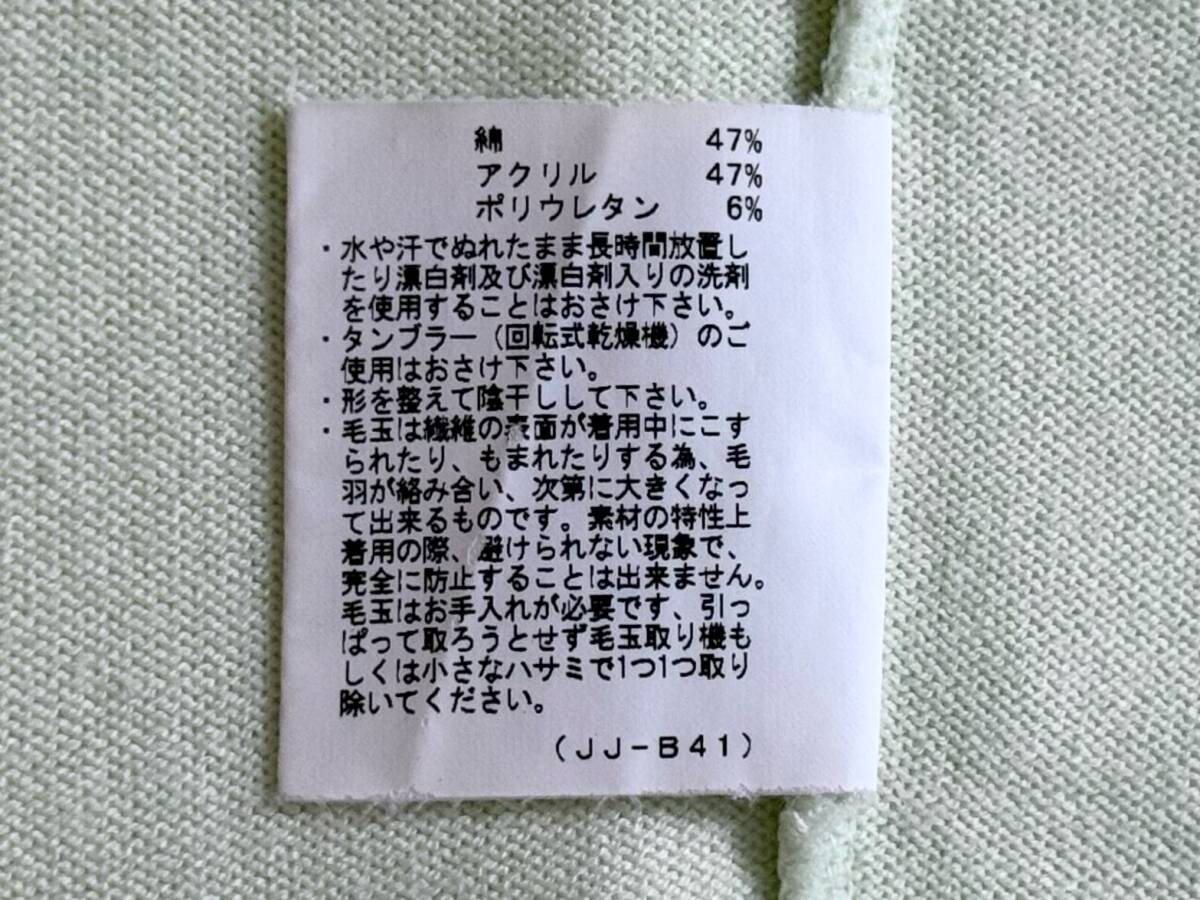 綿 47%
アクリル 47%
ポリウレタン 6%
・水や汗でぬれたまま長時間放置し
たり漂白剤及び漂白剤入りの洗剤
を使用することはおさけ下さい。
・タンブラー（回転式乾燥機）のご
使用はおさけ下さい。
・形を整えて陰干しして下さい。
・毛玉は繊維の表面が着用中にこす
られたり、もまれたりする為、毛
羽が絡み合い、次第に大きくなっ
て出来るものです。素材の特性上
着用の際、避けられない現象で、
完全に防止することは出来ません。
毛玉はお手入れが必要です、引っ
ぱって取ろうとせず毛玉取り機も
しくは小さなハサミで1つ1つ取り
除いてください。
（JJ-B41）